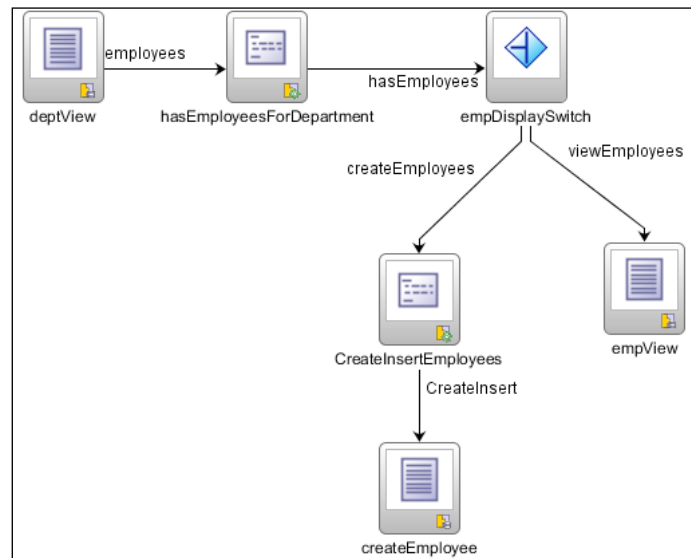 employees
hasEmployees
deptView
hasEmployeesForDepartment
empDisplaySwitch
viewEmployees
createEmployees
CreateInsertEmployees
empView
CreateInsert
createEmployee